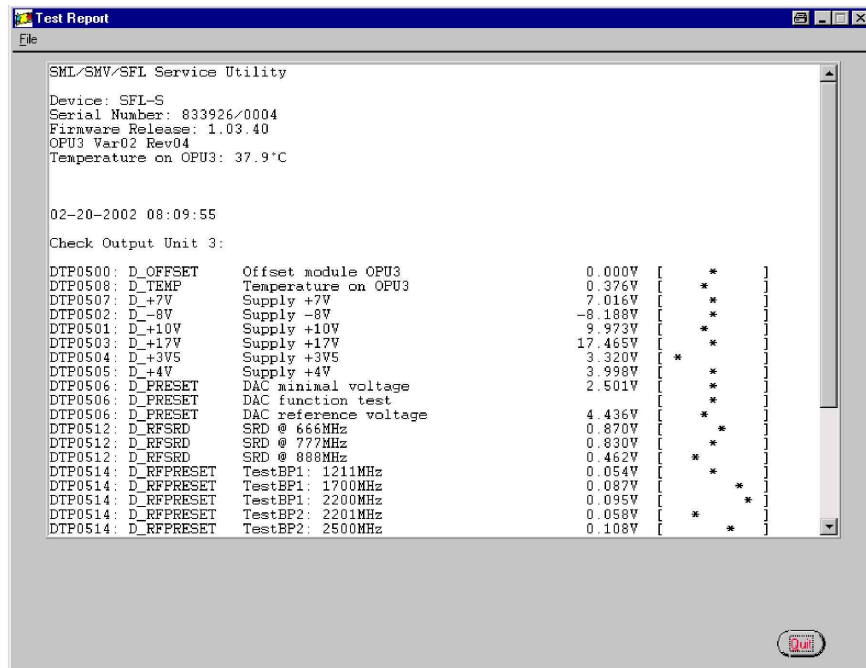 Test Report
File
SML/SMV/SFL Service Utility
Device: SFL-S
Serial Number: 833926/0004
Firmware Release: 1.03.40
OPU3 Var02 Rev04
Temperature on OPU3: 37.9°C
02-20-2002 08:09:55
Check Output Unit 3:
DTP0500: D_OFFSET Offset module OPU3 0.000V [ * ]
DTP0508: D_TEMP Temperature on OPU3 0.376V [ * ]
DTP0507: D_+7V Supply +7V 7.016V [ * ]
DTP0502: D_-8V Supply -8V -8.188V [ * ]
DTP0501: D_+10V Supply +10V 9.973V [ * ]
DTP0503: D_+17V Supply +17V 17.465V [ * ]
DTP0504: D_+3V5 Supply +3V5 3.320V [ * ]
DTP0505: D_+4V Supply +4V 3.998V [ * ]
DTP0506: D_PRESET DAC minimal voltage 2.501V [ * ]
DTP0506: D_PRESET DAC function test [ * ]
DTP0506: D_PRESET DAC reference voltage 4.436V [ * ]
DTP0512: D_RFSRD SRD @ 666MHz 0.870V [ * ]
DTP0512: D_RFSRD SRD @ 777MHz 0.830V [ * ]
DTP0512: D_RFSRD SRD @ 888MHz 0.462V [ * ]
DTP0514: D_RFPRESET TestBP1: 1211MHz 0.054V [ * ]
DTP0514: D_RFPRESET TestBP1: 1700MHz 0.087V [ * ]
DTP0514: D_RFPRESET TestBP1: 2200MHz 0.095V [ * ]
DTP0514: D_RFPRESET TestBP2: 2201MHz 0.058V [ * ]
DTP0514: D_RFPRESET TestBP2: 2500MHz 0.108V [ * ]
Quit